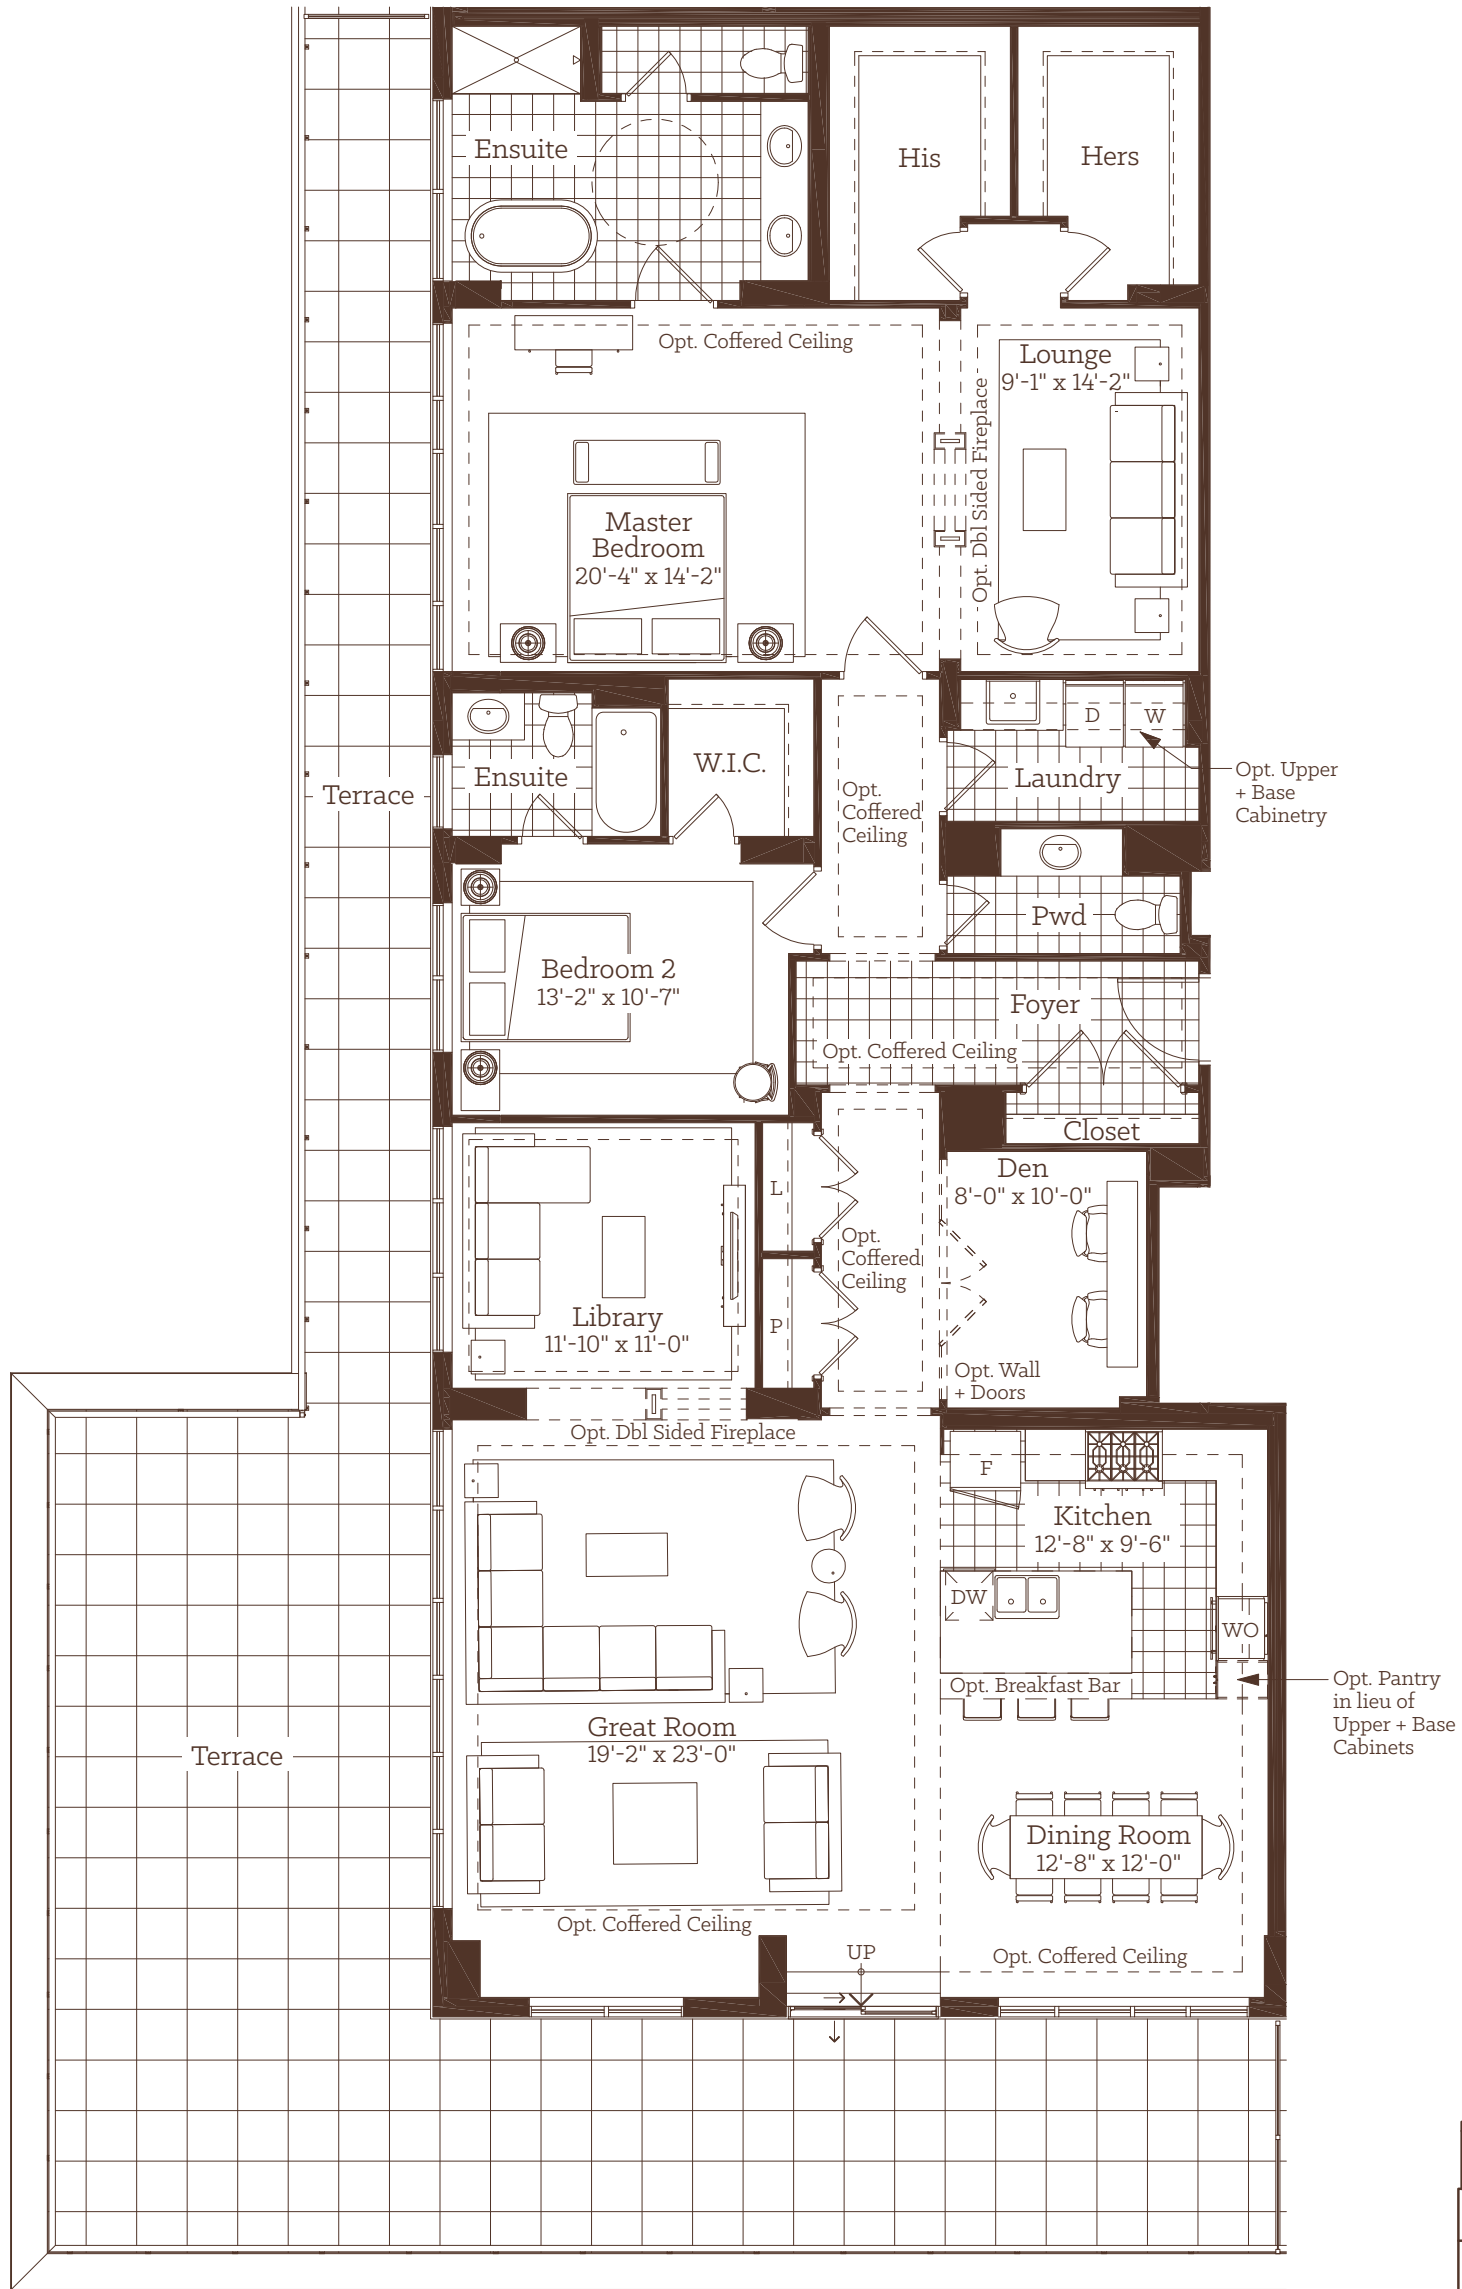 Ensuite
His
Hers
Opt. Coffered Ceiling
Lounge
9'-1" x 14'-2"
Opt. Dbl Sided Fireplace
Master
Bedroom
20'-4" x 14'-2"
Ensuite
W.I.C.
D
W
Laundry
Opt. Upper
+ Base
Cabinetry
Terrace
Opt.
Coffered
Ceiling
Pwd
Bedroom 2
13'-2" x 10'-7"
Foyer
Opt. Coffered Ceiling
Closet
Den
8'-0" x 10'-0"
L
Opt.
Coffered
Ceiling
Library
11'-10" x 11'-0"
P
Opt. Wall
+ Doors
Opt. Dbl Sided Fireplace
F
Kitchen
12'-8" x 9'-6"
DW
WO
Opt. Breakfast Bar
Opt. Pantry
in lieu of
Upper + Base
Cabinets
Great Room
19'-2" x 23'-0"
Terrace
Dining Room
12'-8" x 12'-0"
Opt. Coffered Ceiling
UP
Opt. Coffered Ceiling